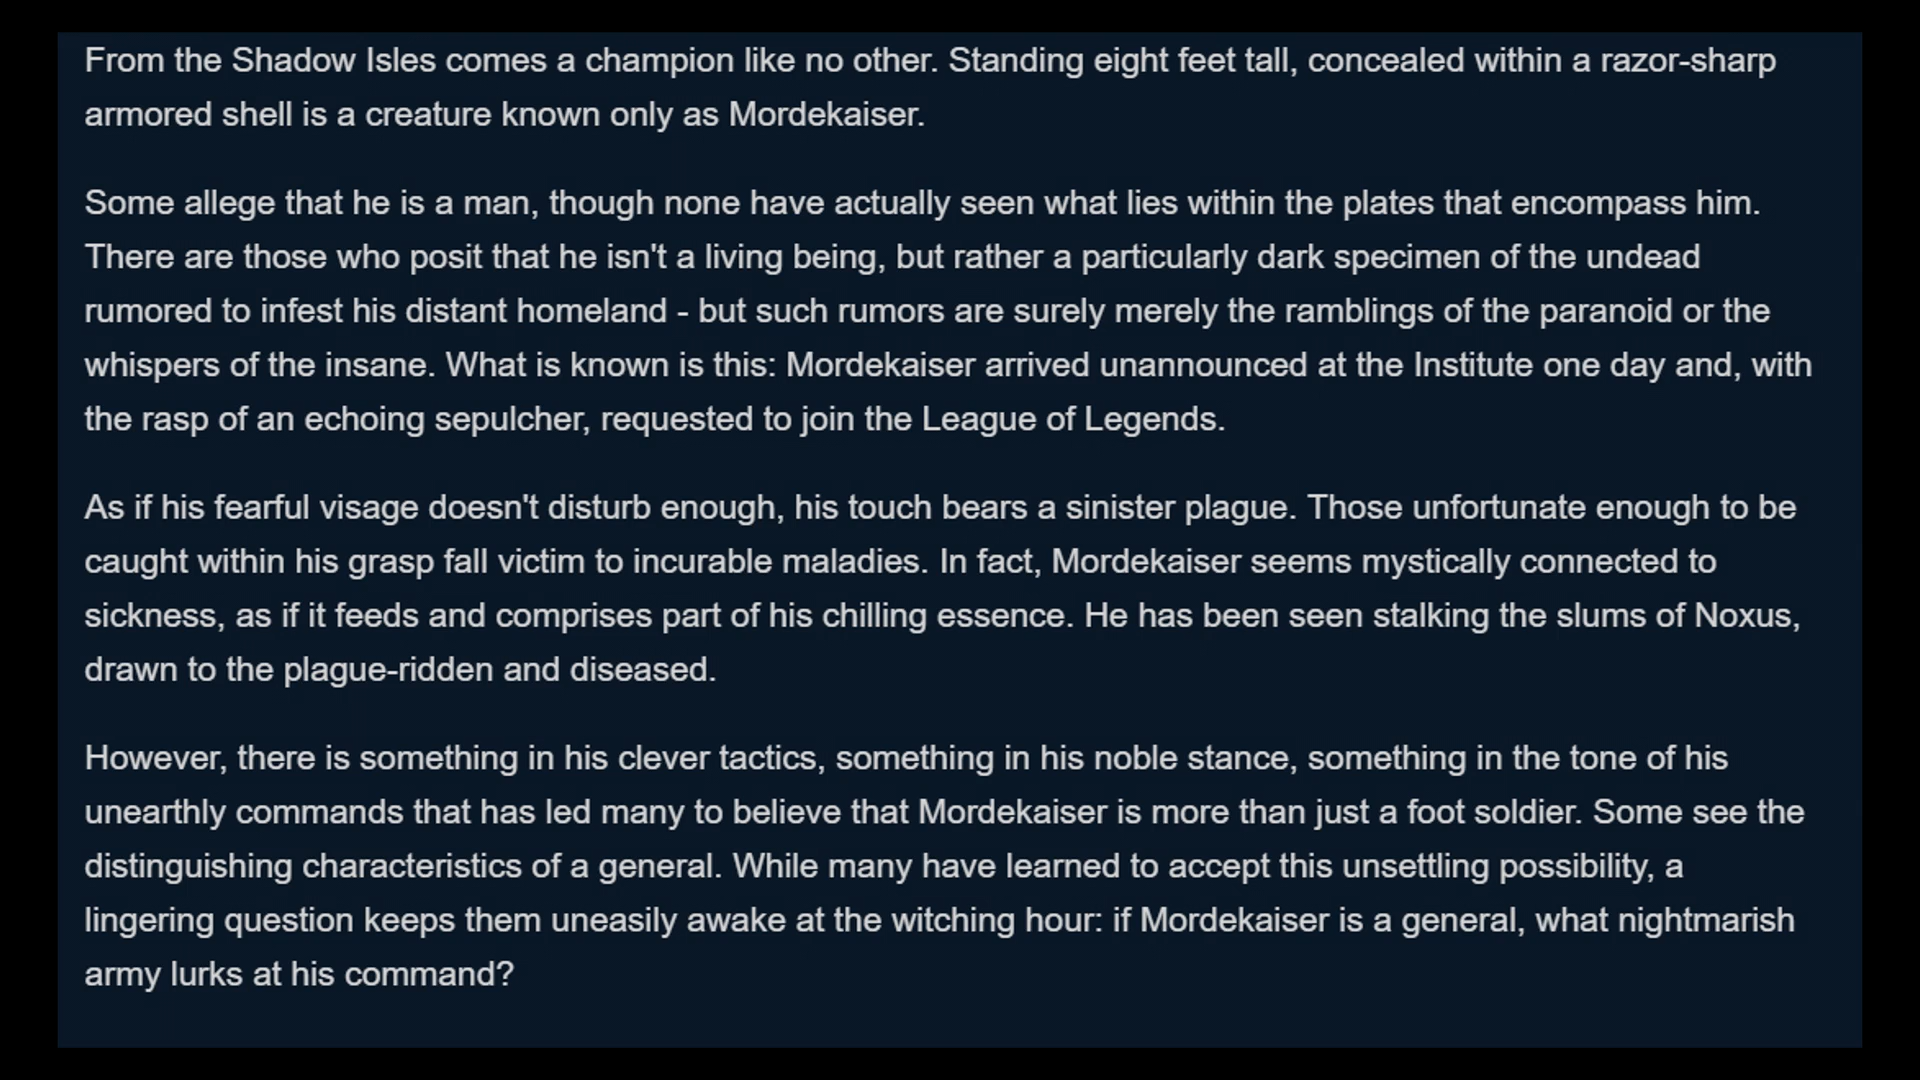 From the Shadow Isles comes a champion like no other. Standing eight feet tall, concealed within a razor-sharp
armored shell is a creature known only as Mordekaiser.
Some allege that he is a man, though none have actually seen what lies within the plates that encompass him.
There are those who posit that he isn't a living being, but rather a particularly dark specimen of the undead
rumored to infest his distant homeland - but such rumors are surely merely the ramblings of the paranoid or the
whispers of the insane. What is known is this: Mordekaiser arrived unannounced at the Institute one day and, with
the rasp of an echoing sepulcher, requested to join the League of Legends.
As if his fearful visage doesn't disturb enough, his touch bears a sinister plague. Those unfortunate enough to be
caught within his grasp fall victim to incurable maladies. In fact, Mordekaiser seems mystically connected to
sickness, as if it feeds and comprises part of his chilling essence. He has been seen stalking the slums of Noxus,
drawn to the plague-ridden and diseased.
However, there is something in his clever tactics, something in his noble stance, something in the tone of his
unearthly commands that has led many to believe that Mordekaiser is more than just a foot soldier. Some see the
distinguishing characteristics of a general. While many have learned to accept this unsettling possibility, a
lingering question keeps them uneasily awake at the witching hour: if Mordekaiser is a general, what nightmarish
army lurks at his command?